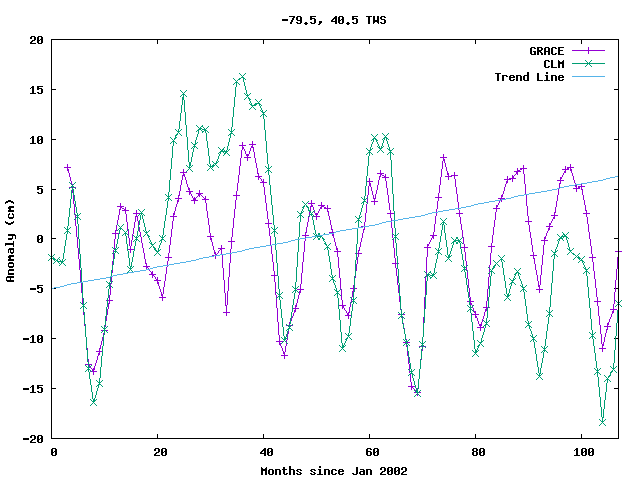 -79.5, 40.5 TWS
20
15
10
5
0
-5
-10
-15
-20
Anomaly (cm)
GRACE
CLM
Trend Line
0 20 40 60 80 100
Months since Jan 2002